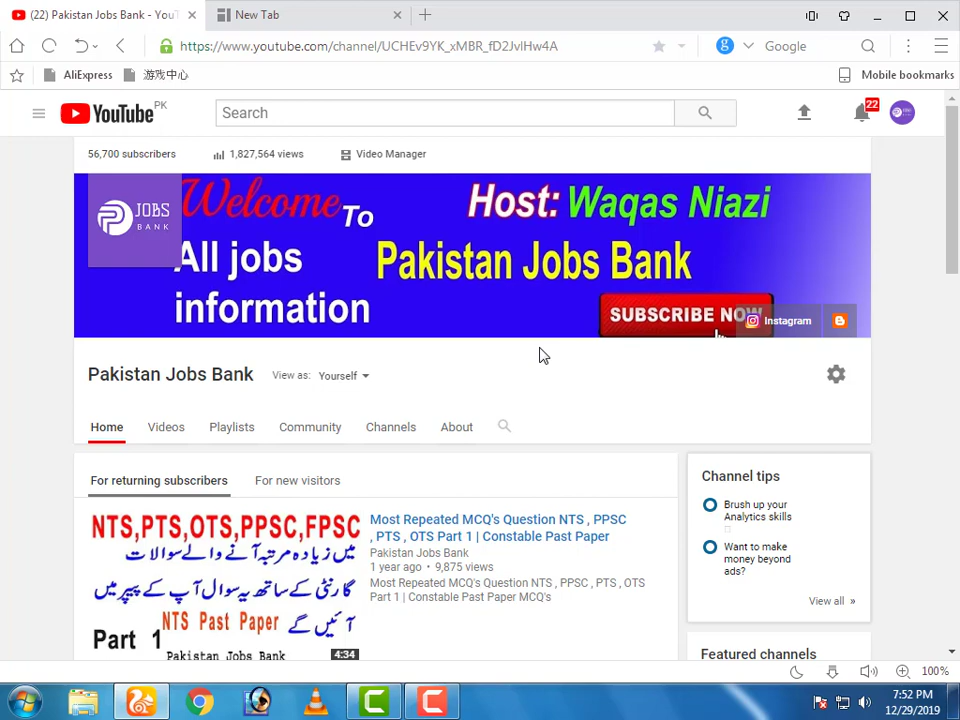 (22) Pakistan Jobs Bank - You
New Tab
https://www.youtube.com/channel/UCHEv9YK_xMBR_fD2JvlHw4A
Google
AliExpress
游戏中心
Mobile bookmarks
YouTube PK
Search
22
56,700 subscribers
1,827,564 views
Video Manager
JOBS
BANK
Welcome To
Host: Waqas Niazi
All jobs
information
Pakistan Jobs Bank
SUBSCRIBE NOW
Instagram
Pakistan Jobs Bank
View as: Yourself
Home Videos Playlists Community Channels About
For returning subscribers
For new visitors
NTS,PTS,OTS,PPSC,FPSC
میں زیادہ مرتبہ آنے والے سوالات
گارنٹی کے ساتھ یہ سوال آپ کے پیپر میں
NTS Past Paper آئیں گے
Part 1
Pakistan Jobs Bank
4:34
Most Repeated MCQ's Question NTS , PPSC
, PTS , OTS Part 1 | Constable Past Paper
Pakistan Jobs Bank
1 year ago • 9,875 views
Most Repeated MCQ's Question NTS , PPSC , PTS , OTS
Part 1 | Constable Past Paper MCQ's
Channel tips
Brush up your
Analytics skills
Want to make
money beyond
ads?
View all »
Featured channels
100%
7:52 PM
12/29/2019